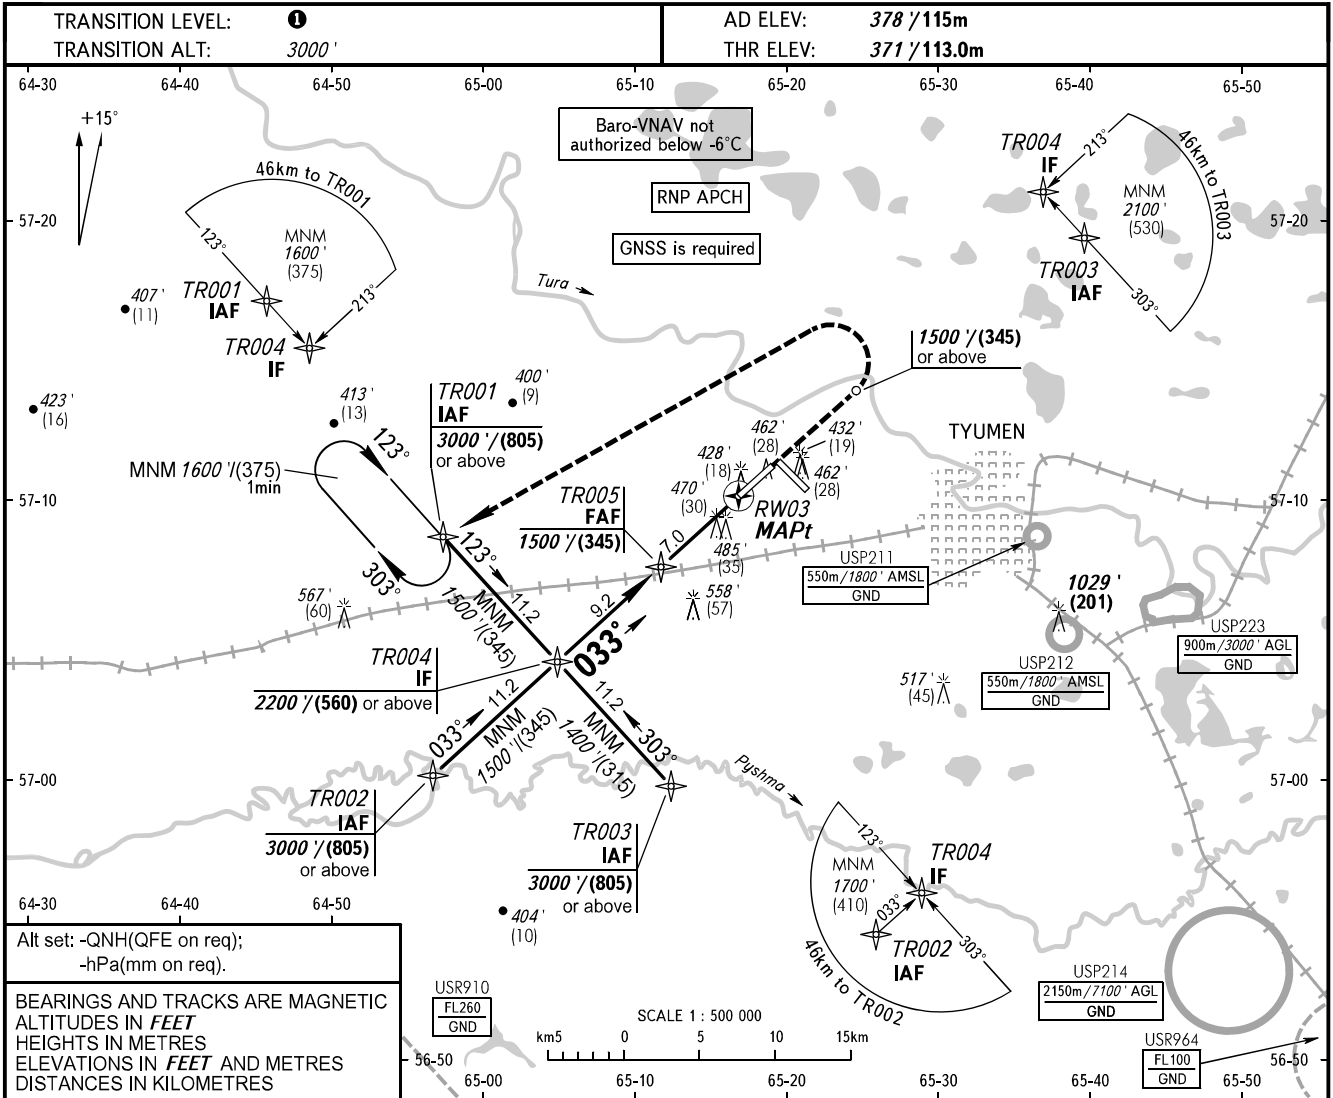 TRANSITION LEVEL: ❶
TRANSITION ALT: 3000 '
AD ELEV: 378 '/115m
THR ELEV: 371 '/113.0m
64-30 64-40 64-50 65-00 65-10 65-20 65-30 65-40 65-50
+15°
Baro-VNAV not
authorized below -6°C
RNP APCH
GNSS is required
46km to TR001
123°
MNM
1600 '
(375)
213°
TR001
IAF
TR004
IF
TR004
IF
213°
46km to TR003
MNM
2100 '
(530)
TR003
IAF
303°
57-20
57-20
Tura
407 '
(11)
423 '
(16)
413 '
(13)
400 '
(9)
TR001
IAF
3000 '/(805)
or above
1500 '/(345)
or above
MNM 1600 '/(375)
1min
123°
303°
462 '
(28)
432 '
(19)
428 '
(18)
462 '
(28)
470 '
(30)
485 '
(35)
RW03
MAPt
TYUMEN
57-10
57-10
TR005
FAF
1500 '/(345)
7.0
123°
11.2
MNM
1500 '/(345)
9.2
033°
558 '
(57)
567 '
(60)
USP211
550m/1800 ' AMSL
GND
1029 '
(201)
USP223
900m/3000 ' AGL
GND
USP212
550m/1800 ' AMSL
GND
517 '
(45)
TR004
IF
2200 '/(560) or above
033°
11.2
MNM
1500 '/(345)
11.2
303°
MNM
1400 '/(315)
57-00
57-00
Pyshma
TR002
IAF
3000 '/(805)
or above
TR003
IAF
3000 '/(805)
or above
404 '
(10)
123°
MNM
1700 '
(410)
TR004
IF
033°
303°
TR002
IAF
46km to TR002
64-30 64-40 64-50
Alt set: -QNH(QFE on req);
-hPa(mm on req).
BEARINGS AND TRACKS ARE MAGNETIC
ALTITUDES IN FEET
HEIGHTS IN METRES
ELEVATIONS IN FEET AND METRES
DISTANCES IN KILOMETRES
USR910
FL260
GND
SCALE 1 : 500 000
km5 0 5 10 15km
USP214
2150m/7100 ' AGL
GND
USR964
FL100
GND
56-50
56-50
65-00 65-10 65-20 65-30 65-40 65-50